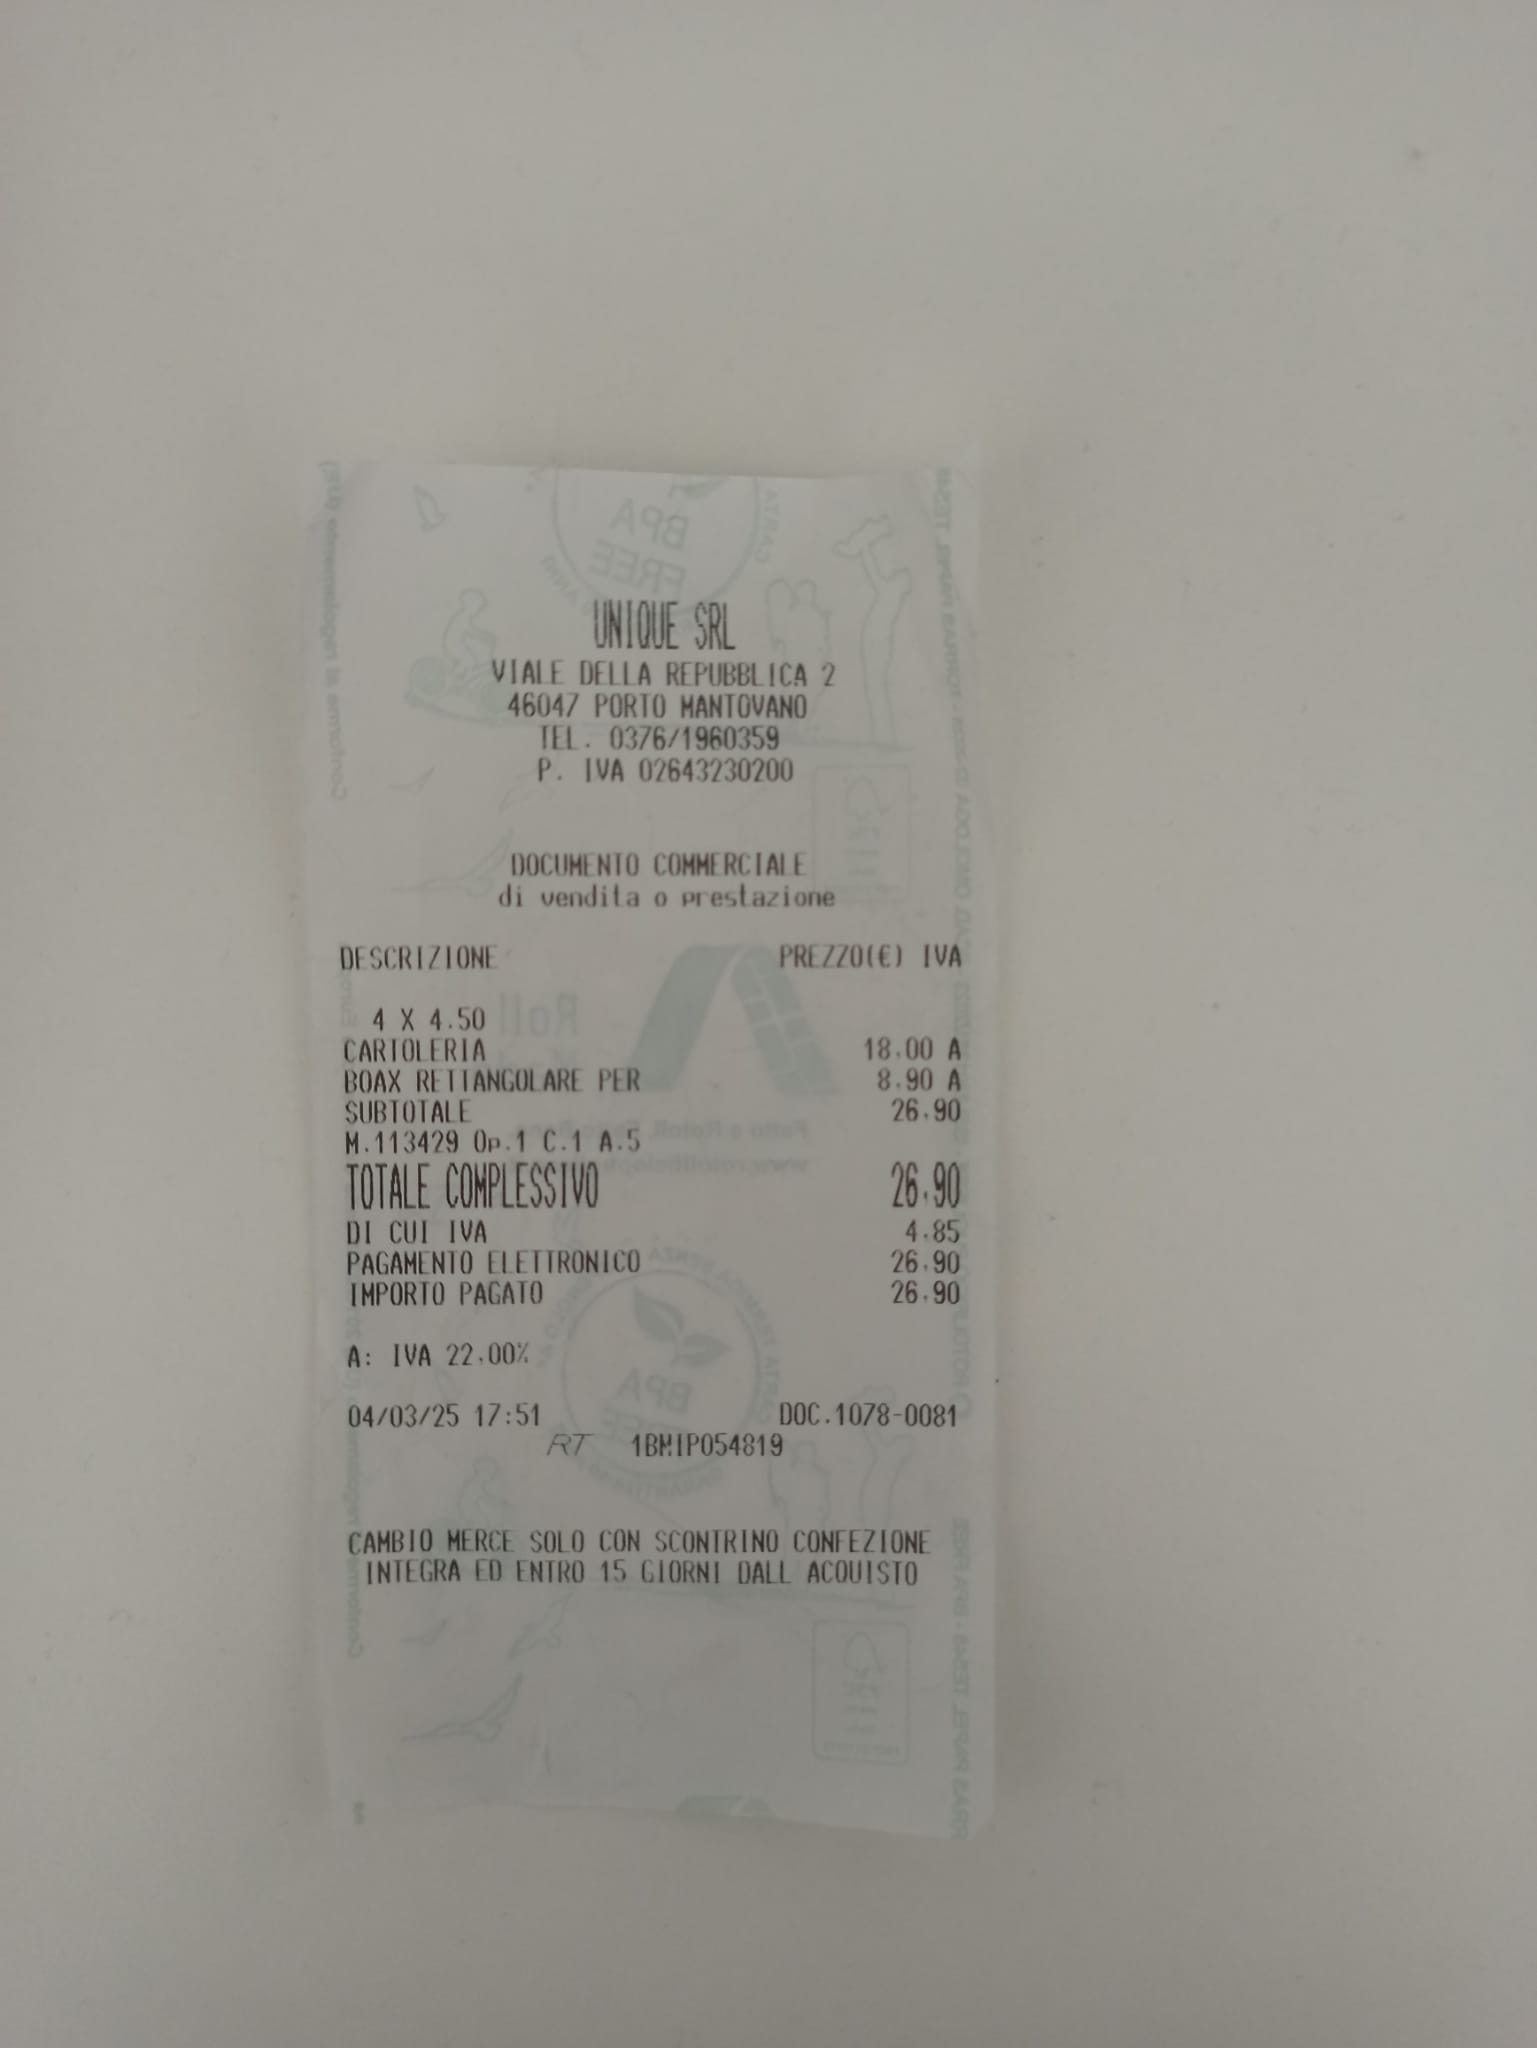 UNIQUE SRL
VIALE DELLA REPUBBLICA 2
46047 PORTO MANTOVANO
TEL. 0376/1960359
P. IVA 02643230200
DOCUMENTO COMMERCIALE
di vendita o prestazione
DESCRIZIONE PREZZO(€) IVA
4 X 4.50
CARTOLERIA 18,00 A
BOAX RETTANGOLARE PER 8.90 A
SUBTOTALE 26.90
M.113429 Op.1 C.1 A.5
TOTALE COMPLESSIVO 26,90
DI CUI IVA 4.85
PAGAMENTO ELETTRONICO 26,90
IMPORTO PAGATO 26,90
A: IVA 22,00%
04/03/25 17:51 DOC.1078-0081
RT 1BMIP054819
CAMBIO MERCE SOLO CON SCONTRINO CONFEZIONE
INTEGRA ED ENTRO 15 GIORNI DALL ACQUISTO